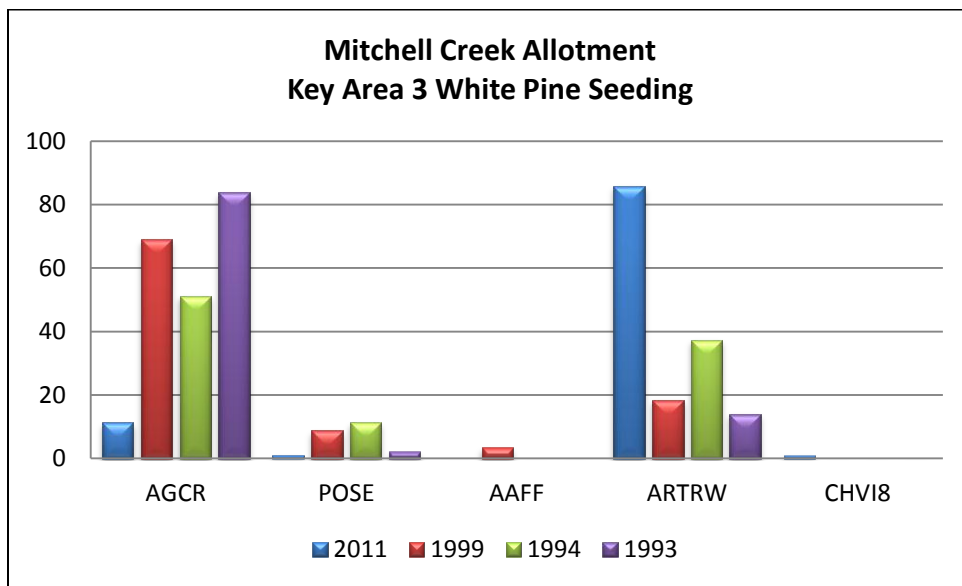 Mitchell Creek Allotment
Key Area 3 White Pine Seeding
100
80
60
40
20
0
AGCR POSE AAFF ARTRW CHVI8
2011 1999 1994 1993